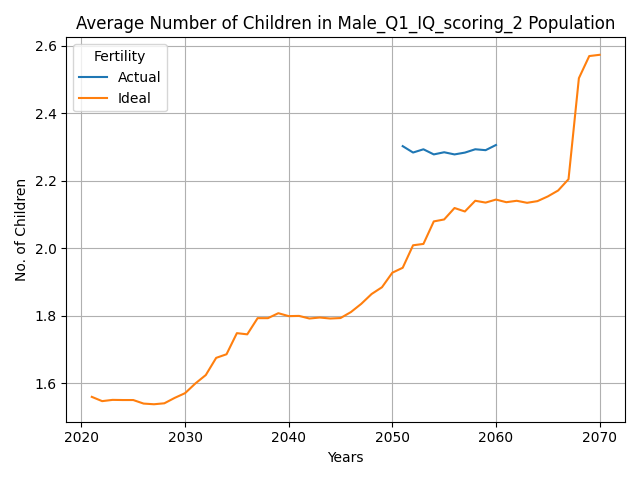 Average Number of Children in Male_Q1_IQ_scoring_2 Population
Fertility
Actual
Ideal
No. of Children
2.6
2.4
2.2
2.0
1.8
1.6
2020 2030 2040 2050 2060 2070
Years